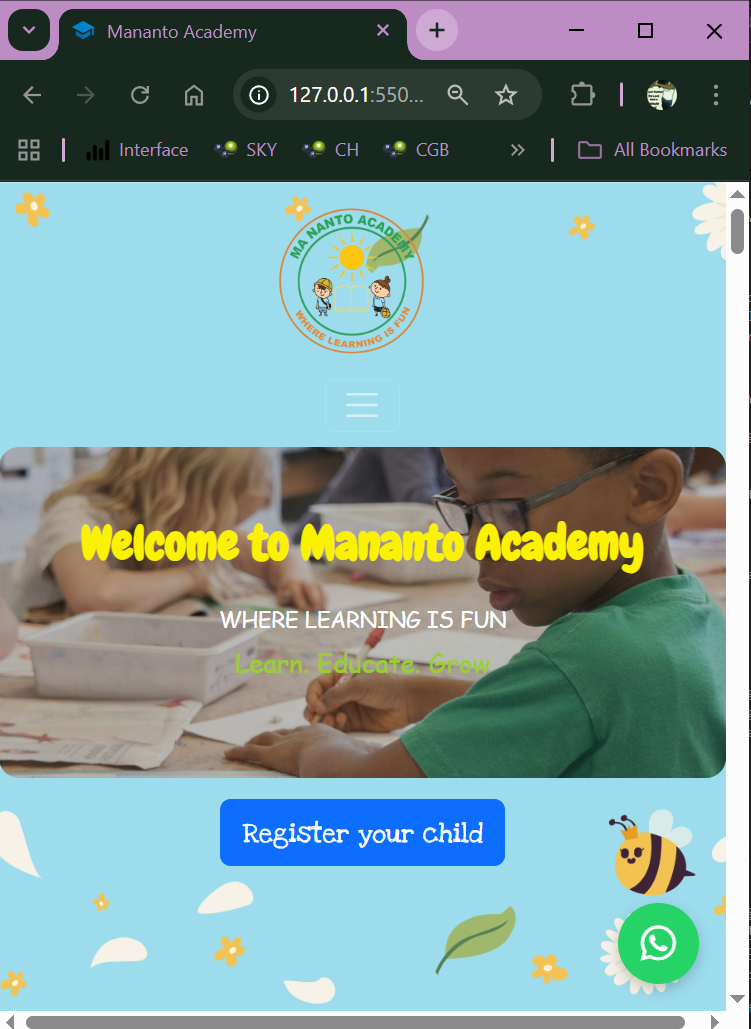 Mananto Academy
127.0.0.1:550...
Interface SKY CH CGB All Bookmarks
MA NANTO ACADEMY
WHERE LEARNING IS FUN
Welcome to Mananto Academy
WHERE LEARNING IS FUN
Learn. Educate. Grow
Register your child